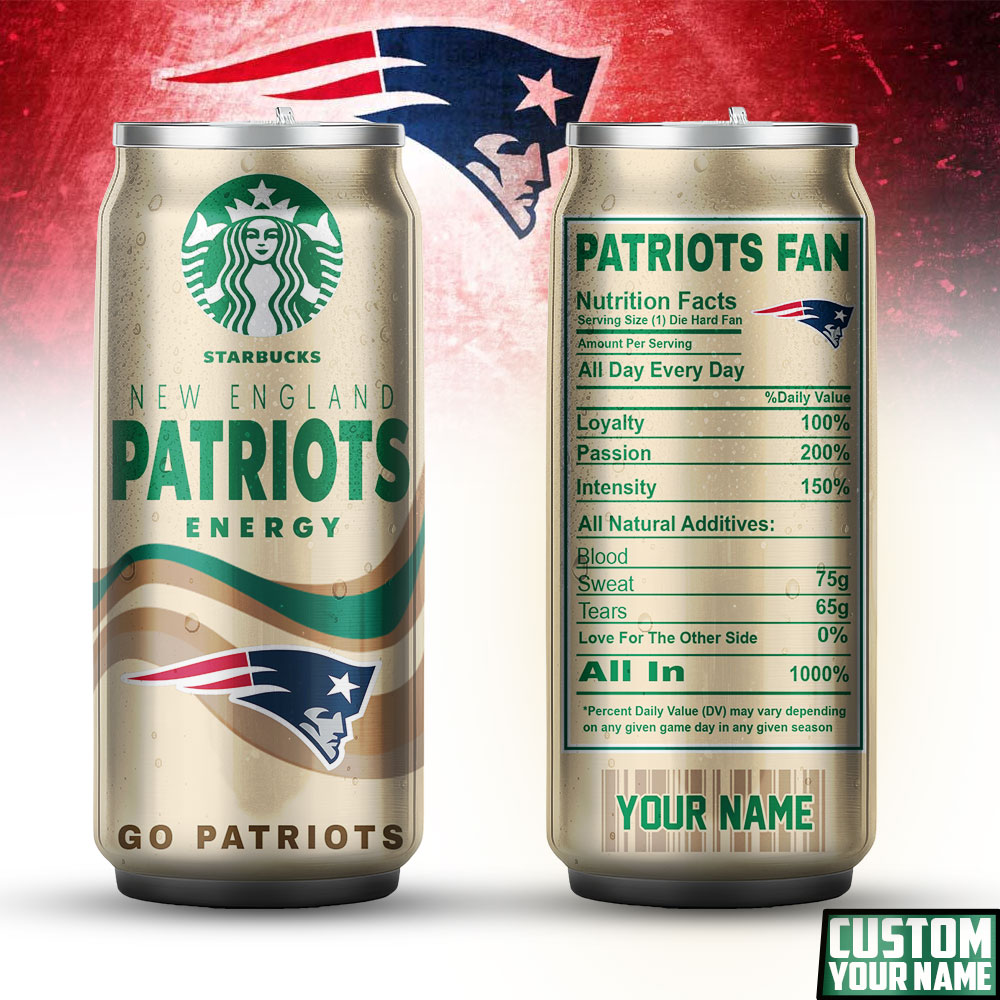 STARBUCKS
NEW ENGLAND
PATRIOTS
ENERGY
GO PATRIOTS
PATRIOTS FAN
Nutrition Facts
Serving Size (1) Die Hard Fan
Amount Per Serving
All Day Every Day
%Daily Value
Loyalty 100%
Passion 200%
Intensity 150%
All Natural Additives:
Blood
Sweat 75g
Tears 65g
Love For The Other Side 0%
All In 1000%
*Percent Daily Value (DV) may vary depending
on any given game day in any given season
YOUR NAME
CUSTOM
YOUR NAME